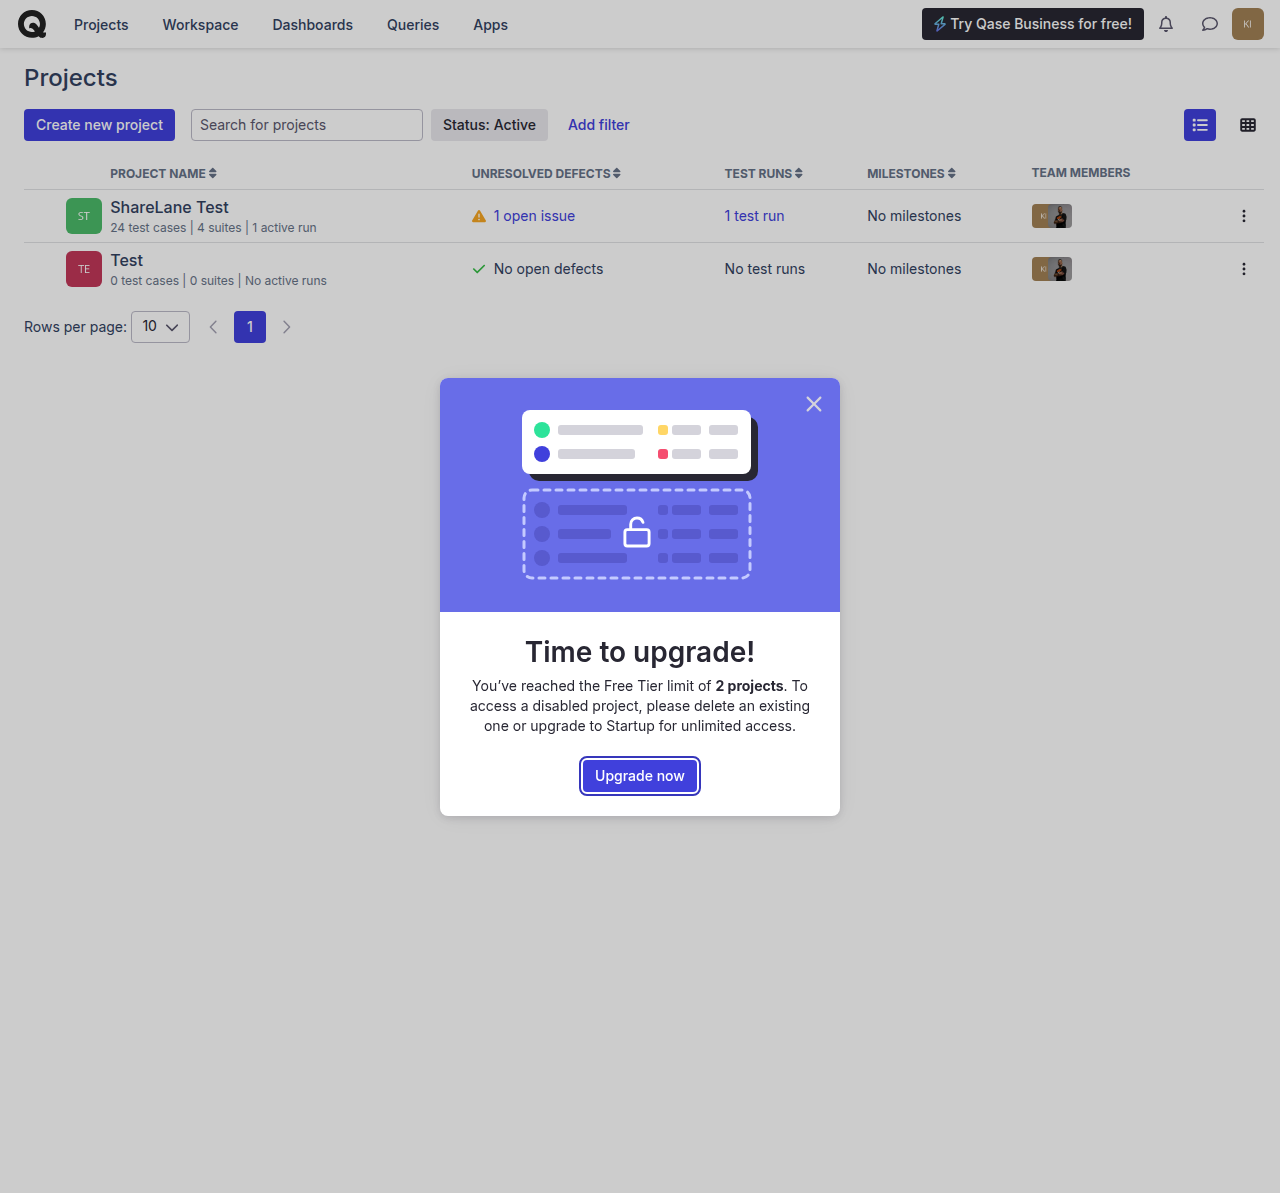 Projects Workspace Dashboards Queries Apps Try Qase Business for free! KI
Projects
Create new project Search for projects Status: Active Add filter
PROJECT NAME UNRESOLVED DEFECTS TEST RUNS MILESTONES TEAM MEMBERS
ST ShareLane Test 1 open issue 1 test run No milestones KI
24 test cases | 4 suites | 1 active run
TE Test No open defects No test runs No milestones KI
0 test cases | 0 suites | No active runs
Rows per page: 10 1
Time to upgrade!
You’ve reached the Free Tier limit of 2 projects. To
access a disabled project, please delete an existing
one or upgrade to Startup for unlimited access.
Upgrade now